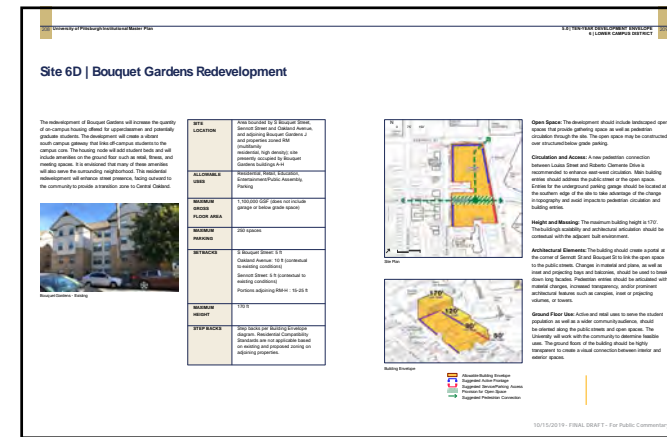 206 University of Pittsburgh Institutional Master Plan
5.0 | TEN-YEAR DEVELOPMENT ENVELOPE
6 | LOWER CAMPUS DISTRICT
Site 6D | Bouquet Gardens Redevelopment
The redevelopment of Bouquet Gardens will increase the quantity
of on-campus housing offered for upperclassmen and potentially
graduate students. The development will create a vibrant
south campus gateway that links off-campus students to the
campus core. The housing node will add student beds and will
include amenities on the ground floor such as retail, fitness, and
meeting spaces. It is envisioned that many of these amenities
will also serve the surrounding neighborhood. This residential
redevelopment will enhance street presence, facing outward to
the community to provide a transition zone to Central Oakland.
Bouquet Gardens - Existing
SITE
LOCATION
Area bounded by S Bouquet Street,
Sennott Street and Oakland Avenue,
and adjoining Bouquet Gardens J
and properties zoned RM
(multifamily
residential, high density); site
presently occupied by Bouquet
Gardens buildings A-H
ALLOWABLE
USES
Residential, Retail, Education,
Entertainment/Public Assembly,
Parking
MAXIMUM
GROSS
FLOOR AREA
1,100,000 GSF (does not include
garage or below grade space)
MAXIMUM
PARKING
250 spaces
SETBACKS
S Bouquet Street: 5 ft
Oakland Avenue: 10 ft (contextual
to existing conditions)
Sennott Street: 5 ft (contextual to
existing conditions)
Portions adjoining RM-H : 15-25 ft
MAXIMUM
HEIGHT
170 ft
STEP BACKS
Step backs per Building Envelope
diagram. Residential Compatibility
Standards are not applicable based
on existing and proposed zoning on
adjoining properties.
N
Site Plan
170'
120'
90'
50'
Building Envelope
Allowable Building Envelope
Suggested Active Frontage
Suggested Service/Parking Access
Provision for Open Space
Suggested Pedestrian Connection
Open Space: The development should include landscaped open
spaces that provide gathering space as well as pedestrian
circulation through the site. The open space may be constructed
over structured below grade parking.
Circulation and Access: A new pedestrian connection
between Louisa Street and Roberto Clemente Drive is
recommended to enhance east-west circulation. Main building
entries should address the public street or the open space.
Entries for the underground parking garage should be located at
the southern edge of the site to take advantage of the change
in topography and avoid impacts to pedestrian circulation and
building entries.
Height and Massing: The maximum building height is 170'.
The building's scalability and architectural articulation should be
contextual with the adjacent built environment.
Architectural Elements: The building should create a portal at
the corner of Sennott St and Bouquet St to link the open space
to the public streets. Changes in material and plane, as well as
inset and projecting bays and balconies, should be used to break
down long facades. Pedestrian entries should be articulated with
material changes, increased transparency, and/or prominent
architectural features such as canopies, inset or projecting
volumes, or towers.
Ground Floor Use: Active and retail uses to serve the student
population as well as a wider community audience, should
be oriented along the public streets and open spaces. The
University will work with the community to determine feasible
uses. The ground floors of the building should be highly
transparent to create a visual connection between interior and
exterior spaces.
10/15/2019 - FINAL DRAFT - For Public Commentary